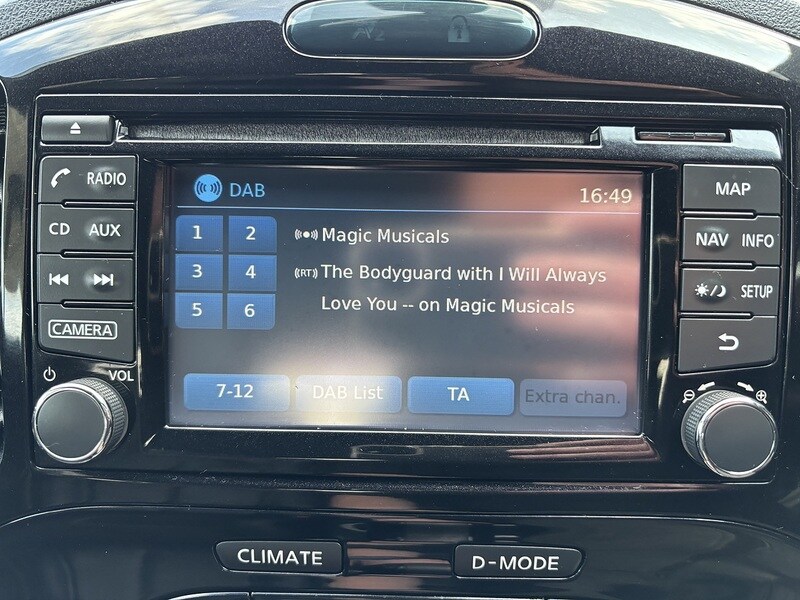 A/2
RADIO
CD AUX
CAMERA
VOL
DAB
16:49
1 2
3 4
5 6
Magic Musicals
(RT) The Bodyguard with I Will Always
Love You -- on Magic Musicals
7-12
DAB List
TA
Extra chan.
MAP
NAV INFO
SETUP
CLIMATE
D-MODE